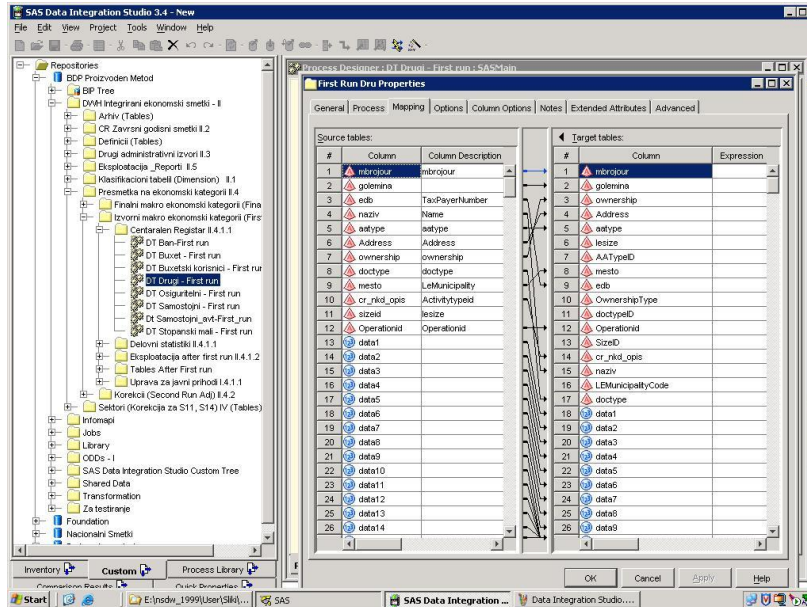 SAS Data Integration Studio 3.4 - New
File Edit View Project Tools Window Help
Repositories
BDP Proizvoden Metod
BIP Tree
DWH Integrirani ekonomski smetki - II
Arhiv (Tables)
CR Zavrsni godisni smetki II.2
Definicii (Tables)
Drugi administrativni izvori II.3
Eksploatacija _Reporti II.5
Klasifikacioni tabelii (Dimension) II.1
Presmetka na ekonomski kategorii II.4
Finalni makro ekonomski kategorii (Fina
Izvorni makro ekonomski kategorii (Firs
Centaralen Registar II.4.1.1
DT Ban-First run
DT Buxet - First run
DT Buxetski korisnici - First rur
DT Drugi - First run
DT Osiguritelni - First run
DT Samostojni - First run
Dt Samostojni_avt-First_run
DT Stopanski mali - First run
Delovni statistiki II.4.1.1
Eksploatacija after first run II.4.1.2
Tables After First run
Uprava za javni prihodi I.4.1.1
Korekcii (Second Run Adj) II.4.2
Sektori (Korekcija za S11, S14) IV (Tables)
Infomapi
Jobs
Library
ODDs - I
SAS Data Integration Studio Custom Tree
Shared Data
Transformation
Za testiranje
Foundation
Nacionalni Smetki
Inventory Custom Process Library
Comparison Results Quick Properties
Process Designer : DT Drugi - First run : SASMain
First Run Dru Properties
General Process Mapping Options Column Options Notes Extended Attributes Advanced
Source tables:
# Column Column Description
1 mbrojour mbrojour
2 golemina
3 edb TaxPayerNumber
4 naziv Name
5 aatype aatype
6 Address Address
7 ownership ownership
8 doctype doctype
9 mesto LeMunicipality
10 cr_nkd_opis Activitytypeid
11 sizeid lesize
12 Operationid Operationid
13 data1
14 data2
15 data3
16 data4
17 data5
18 data6
19 data7
20 data8
21 data9
22 data10
23 data11
24 data12
25 data13
26 data14
Target tables:
# Column Expression
1 mbrojour
2 golemina
3 ownership
4 Address
5 aatype
6 lesize
7 AATypeID
8 mesto
9 edb
10 OwnershipType
11 doctypeID
12 Operationid
13 SizeID
14 cr_nkd_opis
15 naziv
16 LEMunicipalityCode
17 doctype
18 data1
19 data2
20 data3
21 data4
22 data5
23 data6
24 data7
25 data8
26 data9
OK Cancel Apply Help
Start E:\nsdw_1999\User\Sliki\... SAS SAS Data Integration ... Data Integration Studio....